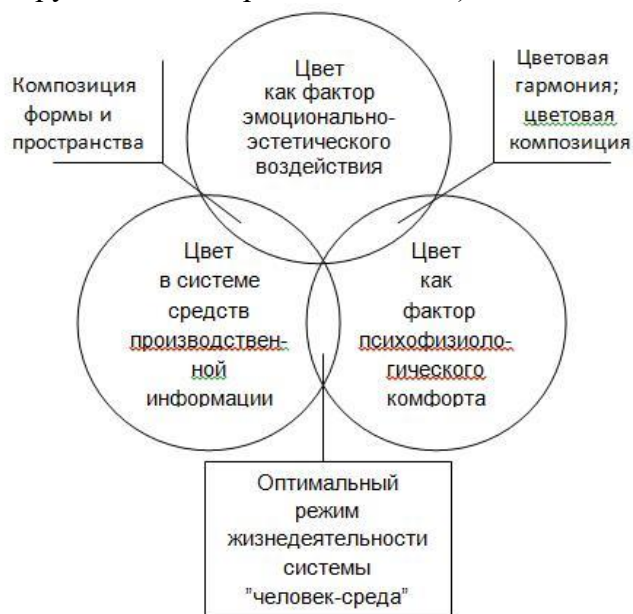 Композиция
формы и
пространства
Цвет
как фактор
эмоционально-
эстетического
воздействия
Цветовая
гармония;
цветовая
композиция
Цвет
в системе
средств
производствен-
ной
информации
Цвет
как
фактор
психофизиоло-
гического
комфорта
Оптимальный
режим
жизнедеятельности
системы
"человек-среда"